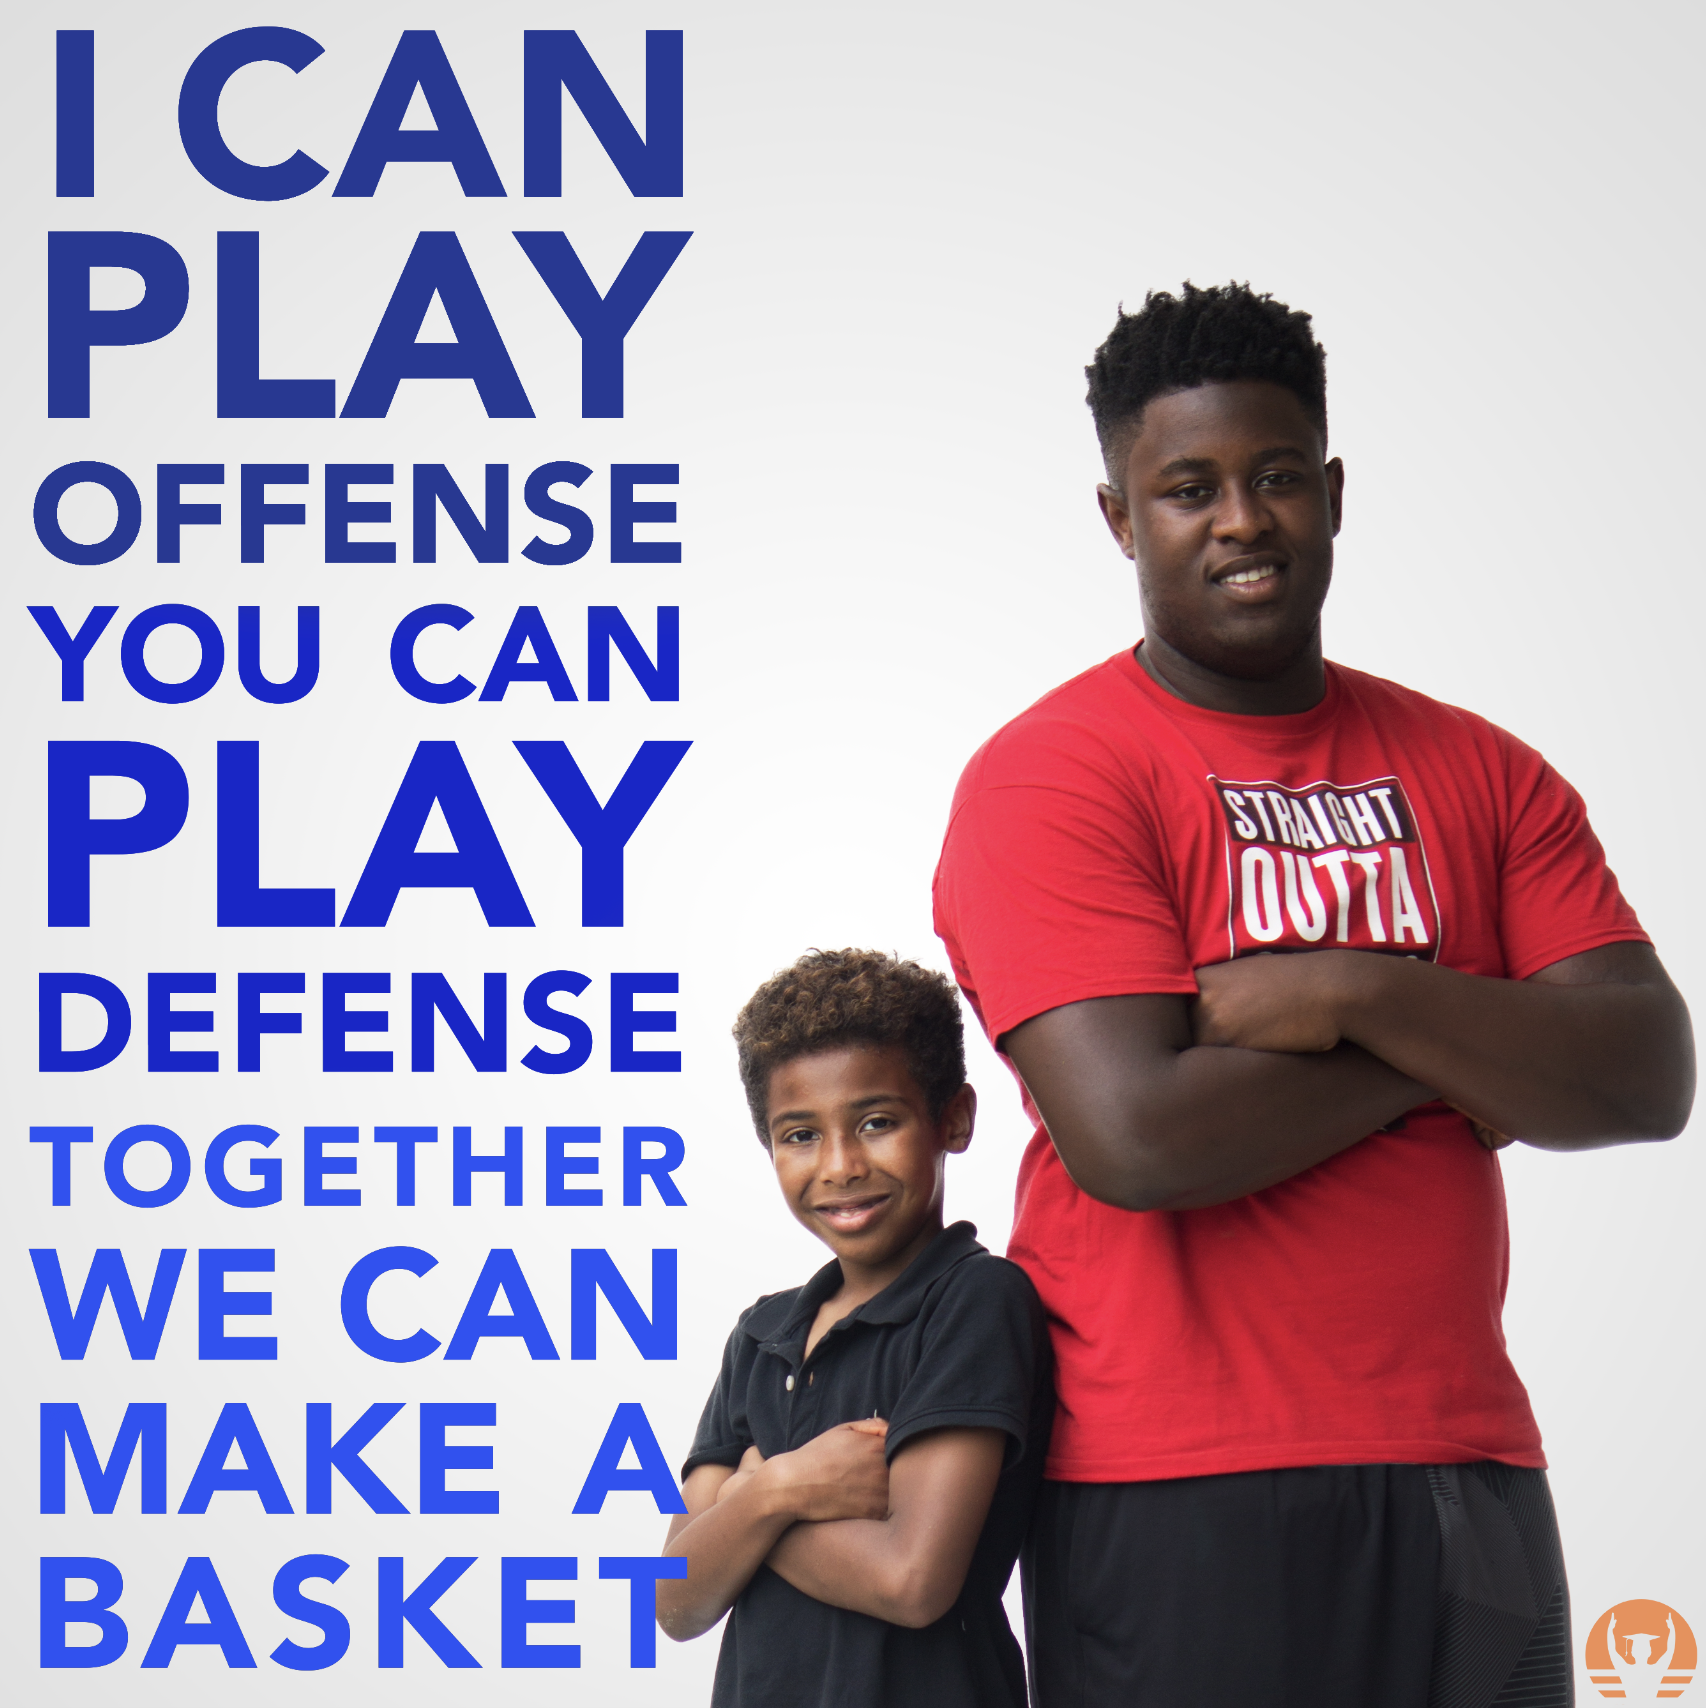 I CAN
PLAY
OFFENSE
YOU CAN
PLAY
DEFENSE
TOGETHER
WE CAN
MAKE A
BASKET
STRAIGHT
OUTTA